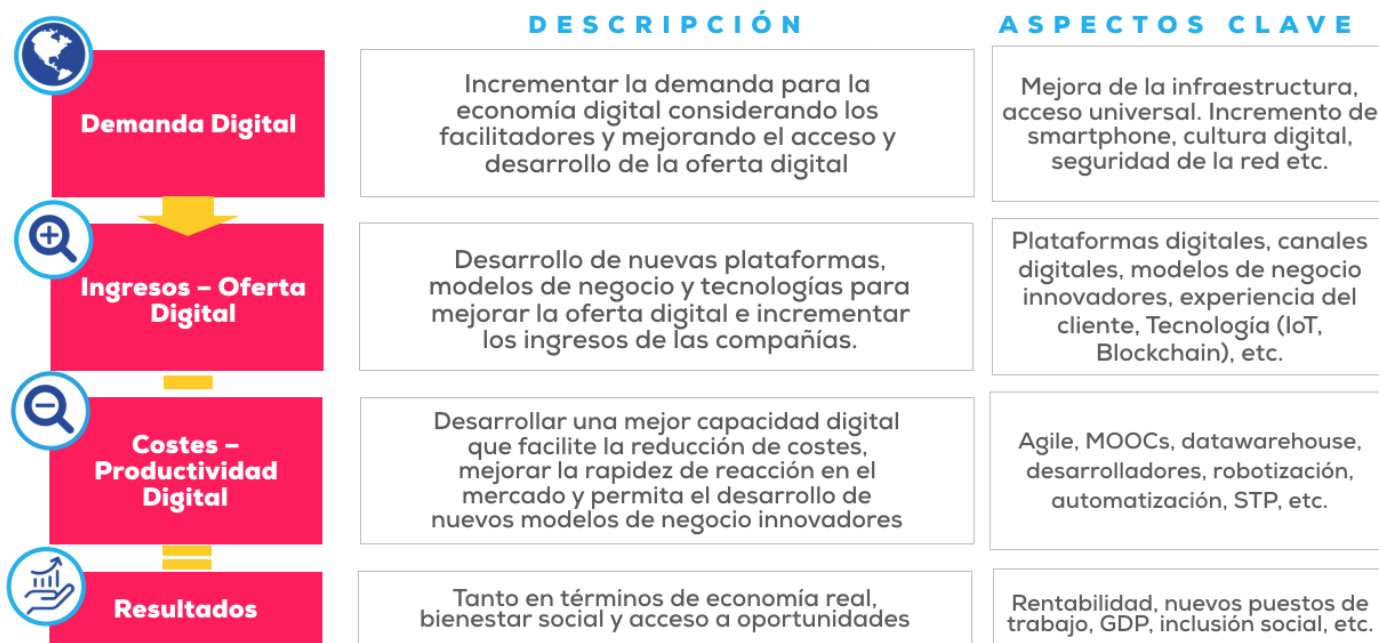 DESCRIPCIÓN
ASPECTOS CLAVE
Demanda Digital
Incrementar la demanda para la
economía digital considerando los
facilitadores y mejorando el acceso y
desarrollo de la oferta digital
Mejora de la infraestructura,
acceso universal. Incremento de
smartphone, cultura digital,
seguridad de la red etc.
Ingresos – Oferta
Digital
Desarrollo de nuevas plataformas,
modelos de negocio y tecnologías para
mejorar la oferta digital e incrementar
los ingresos de las compañías.
Plataformas digitales, canales
digitales, modelos de negocio
innovadores, experiencia del
cliente, Tecnología (IoT,
Blockchain), etc.
Costes –
Productividad
Digital
Desarrollar una mejor capacidad digital
que facilite la reducción de costes,
mejorar la rapidez de reacción en el
mercado y permita el desarrollo de
nuevos modelos de negocio innovadores
Agile, MOOCs, datawarehouse,
desarrolladores, robotización,
automatización, STP, etc.
Resultados
Tanto en términos de economía real,
bienestar social y acceso a oportunidades
Rentabilidad, nuevos puestos de
trabajo, GDP, inclusión social, etc.